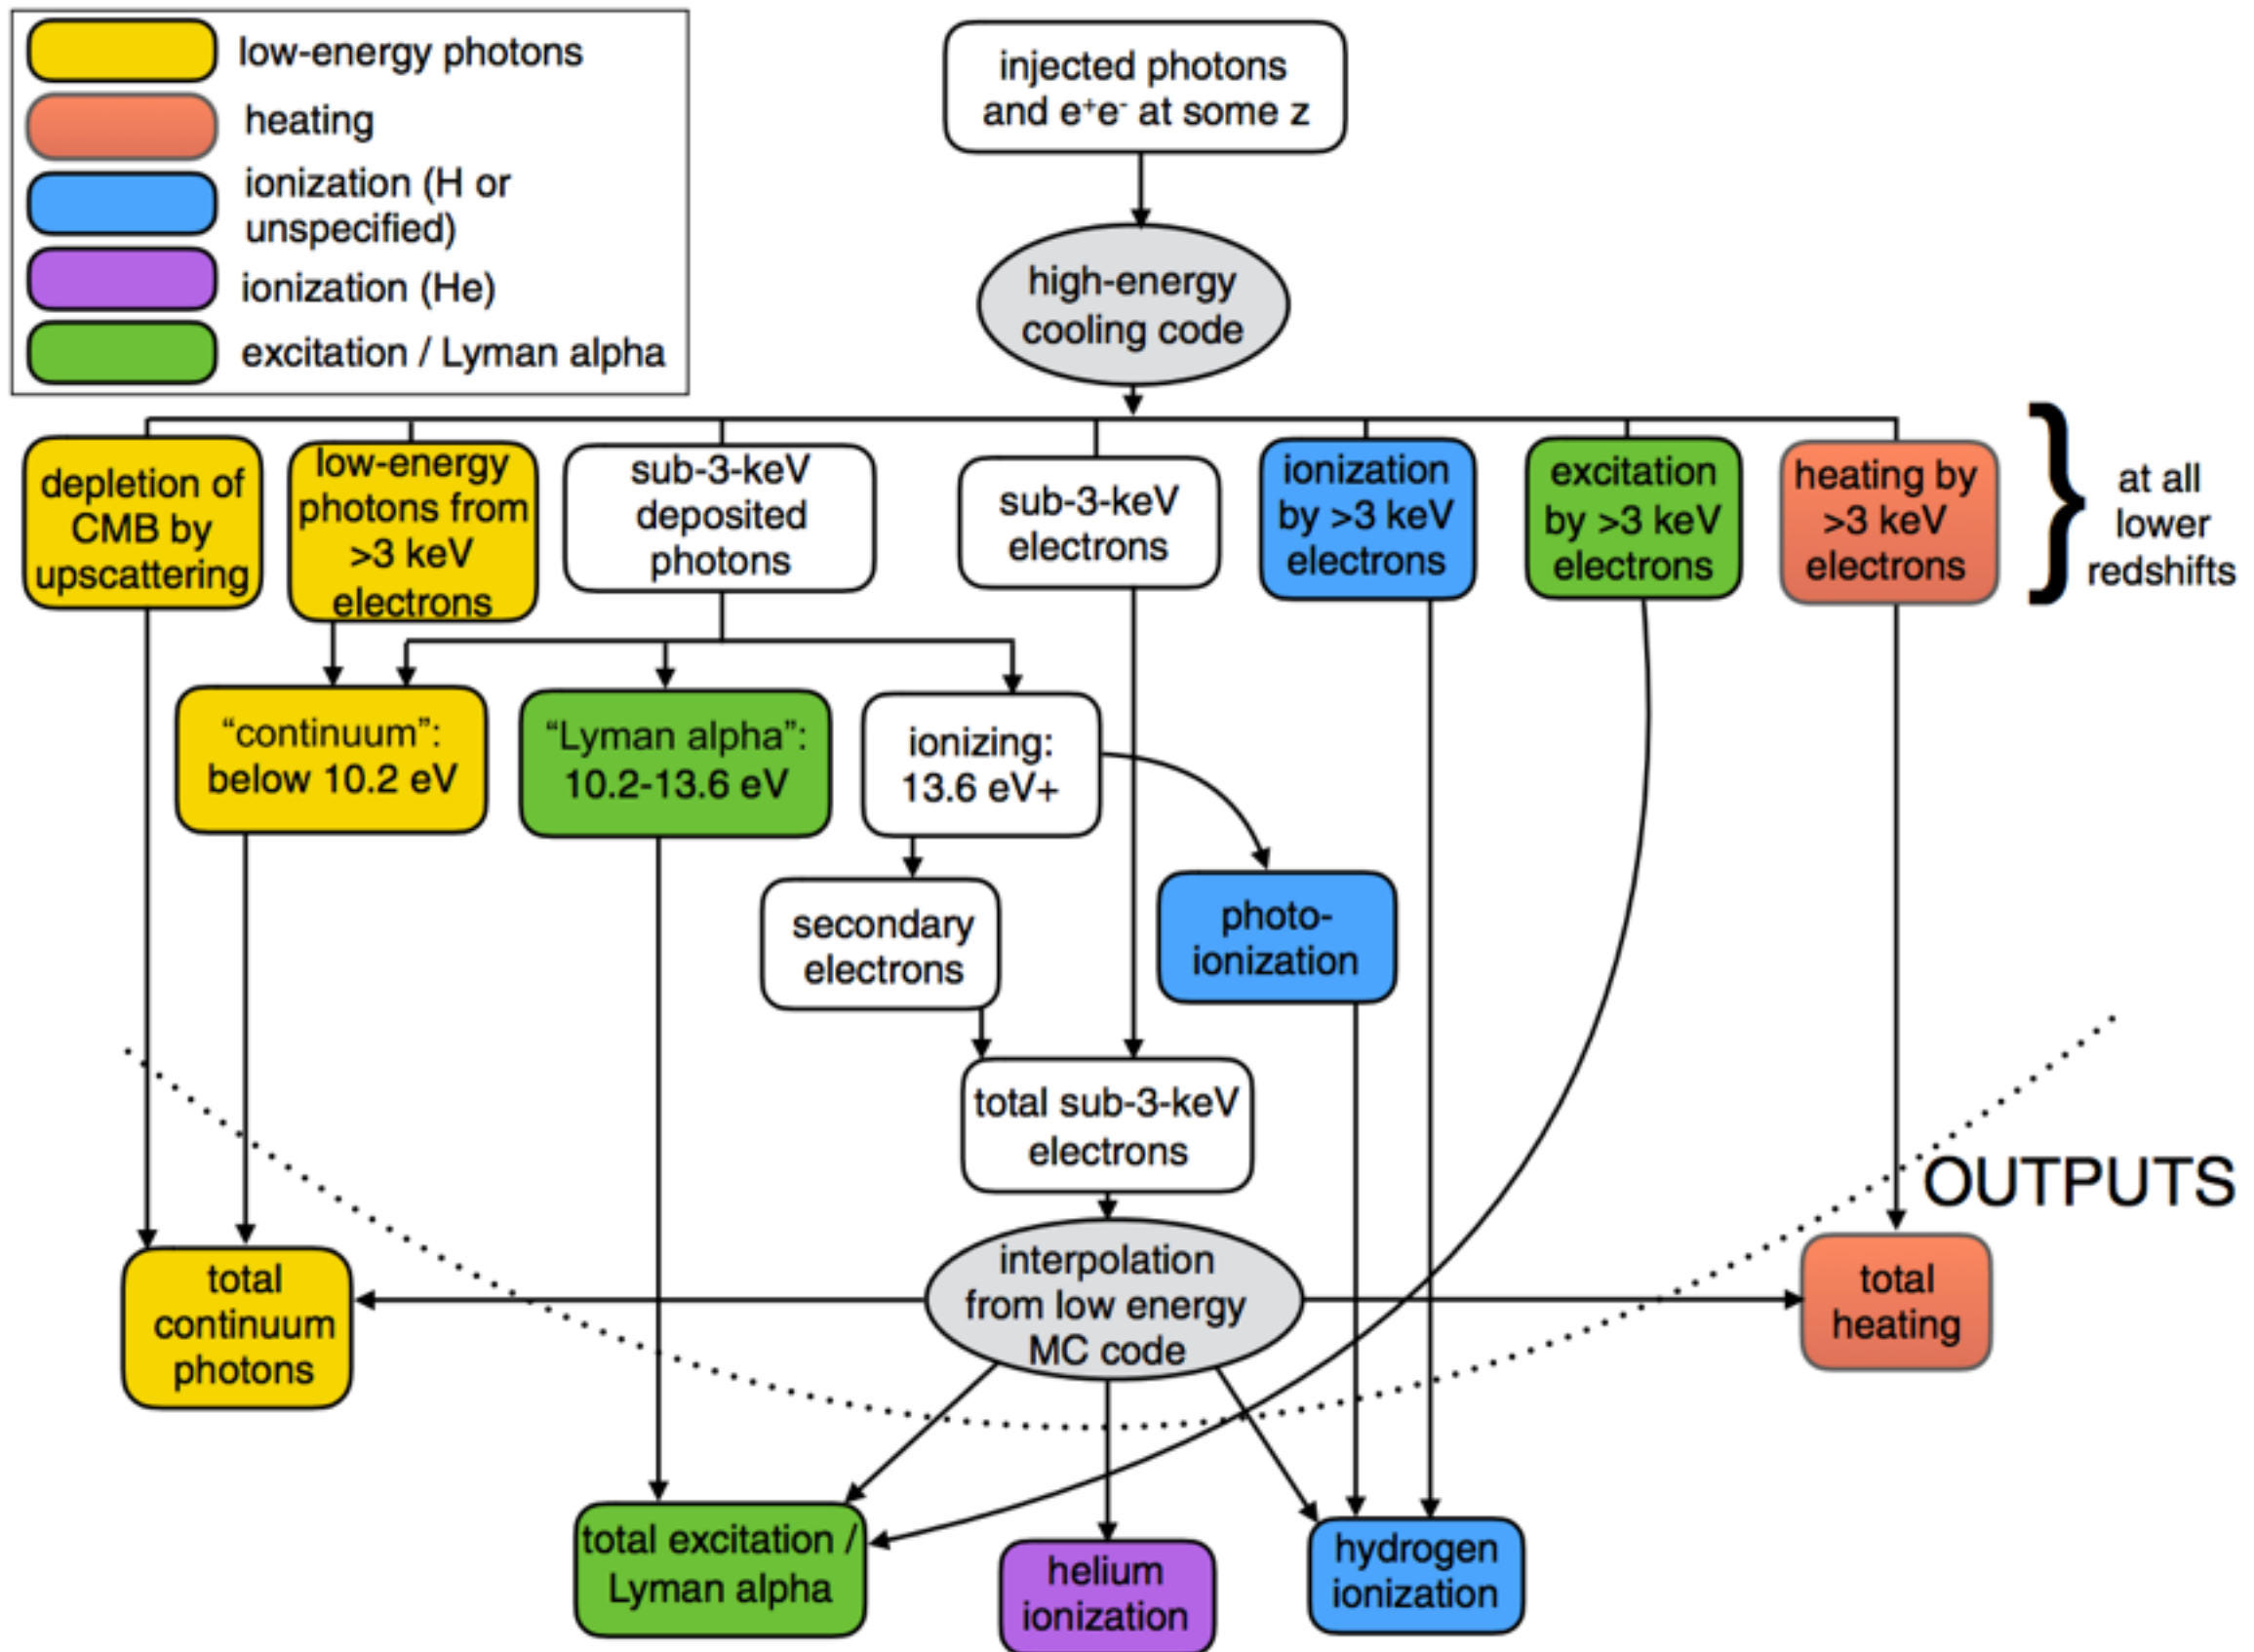 low-energy photons
heating
ionization (H or
unspecified)
ionization (He)
excitation / Lyman alpha
injected photons
and e⁺e⁻ at some z
high-energy
cooling code
depletion of
CMB by
upscattering
low-energy
photons from
>3 keV
electrons
sub-3-keV
deposited
photons
sub-3-keV
electrons
ionization
by >3 keV
electrons
excitation
by >3 keV
electrons
heating by
>3 keV
electrons
}
at all
lower
redshifts
“continuum”:
below 10.2 eV
“Lyman alpha”:
10.2-13.6 eV
ionizing:
13.6 eV+
secondary
electrons
photo-
ionization
total sub-3-keV
electrons
OUTPUTS
total
continuum
photons
interpolation
from low energy
MC code
total
heating
total excitation /
Lyman alpha
helium
ionization
hydrogen
ionization